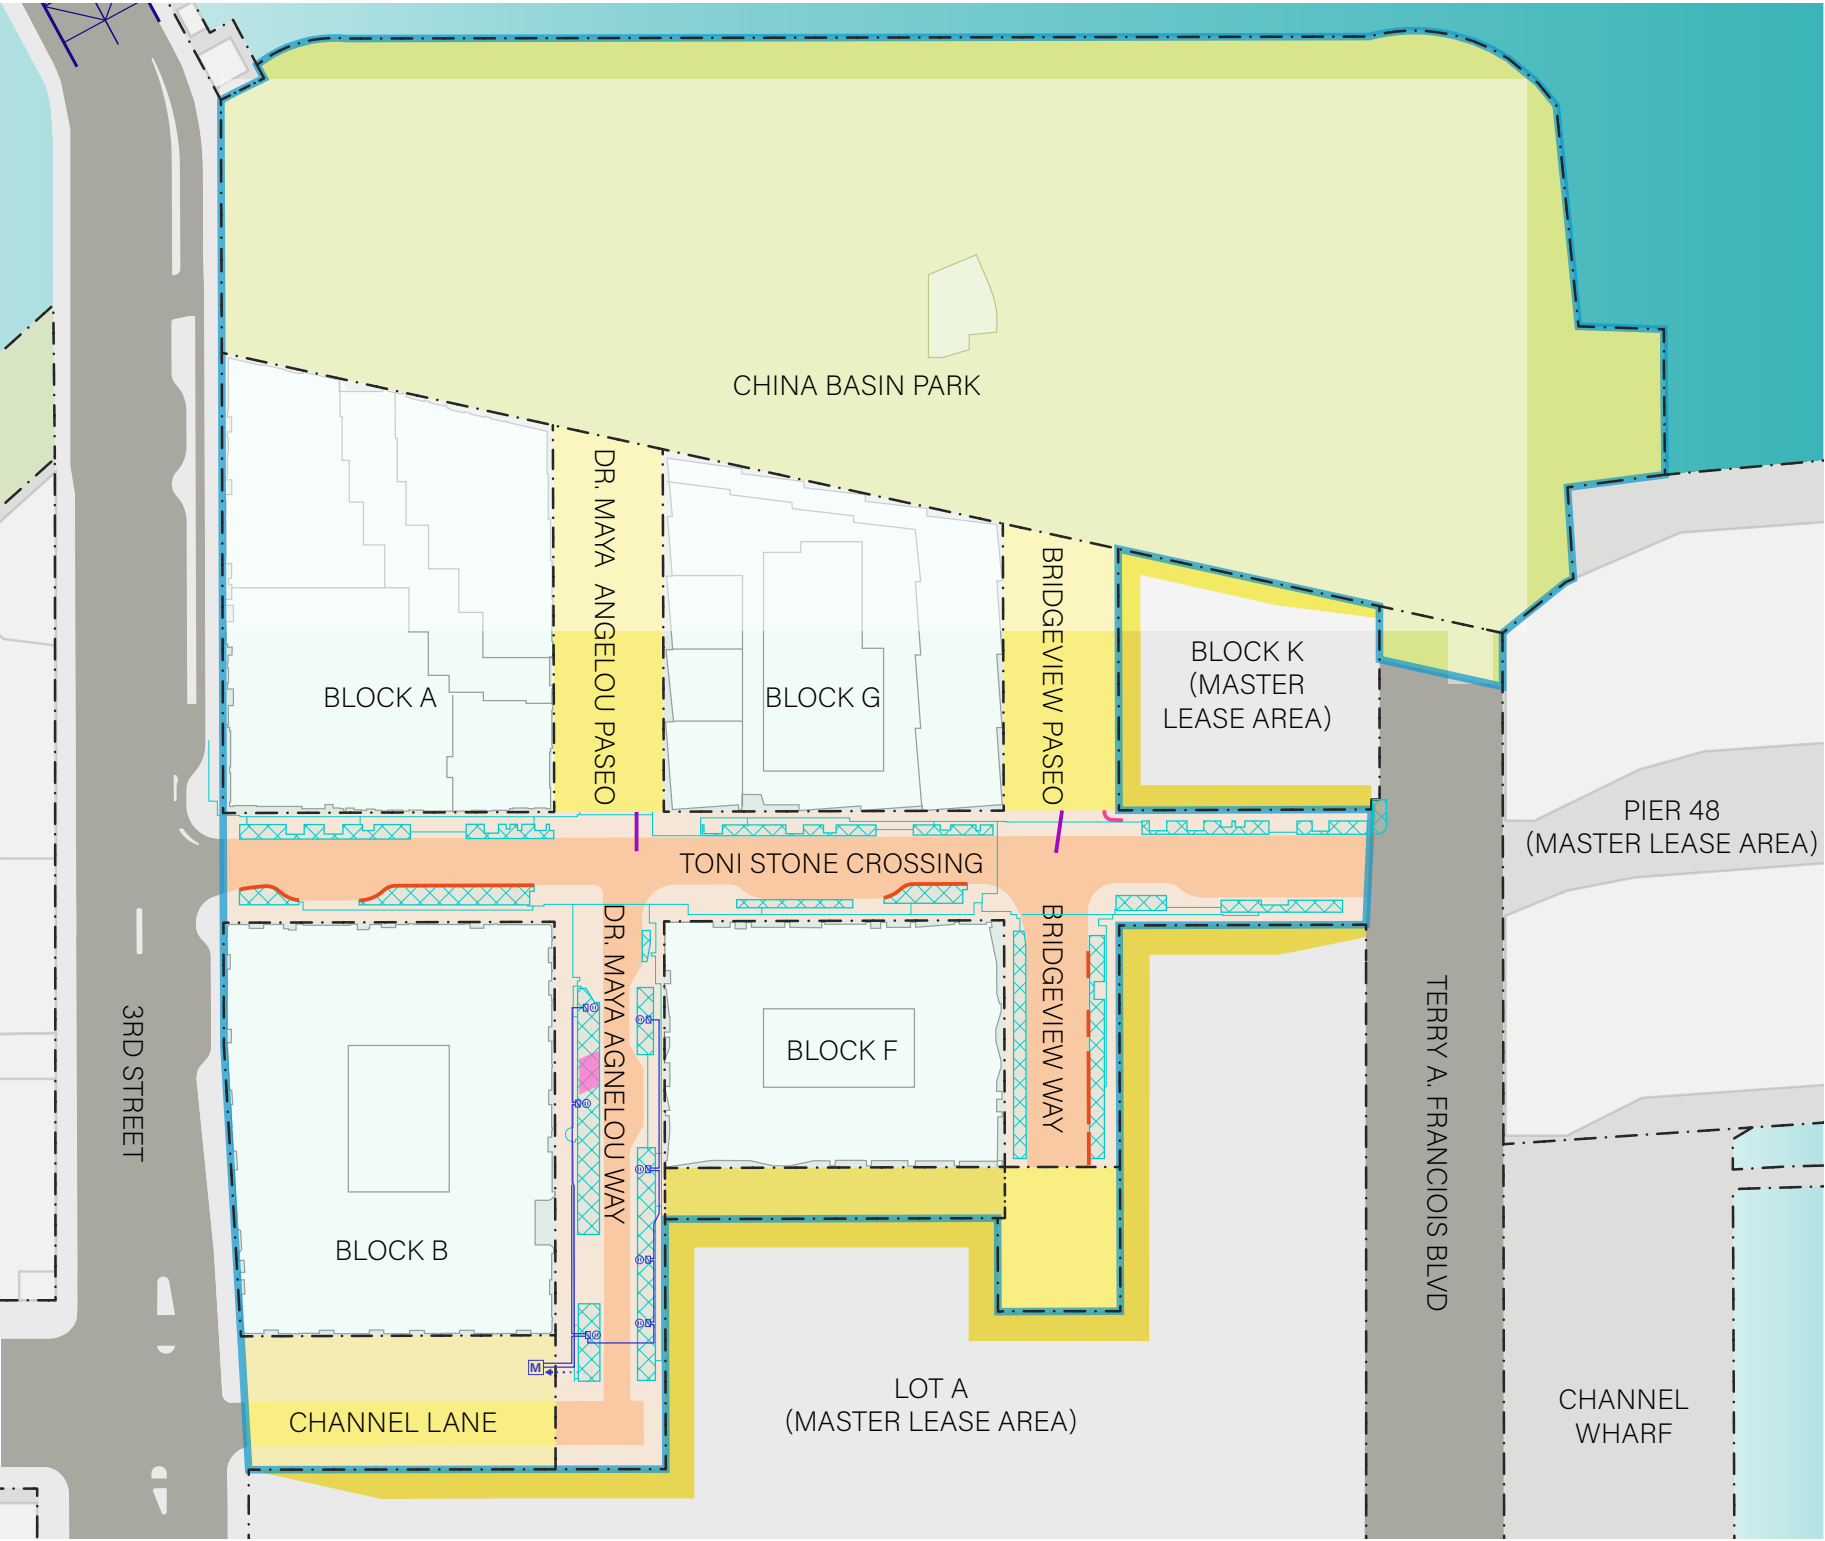 CHINA BASIN PARK
DR. MAYA ANGELOU PASEO
BRIDGEVIEW PASEO
BLOCK A
BLOCK G
BLOCK K
(MASTER
LEASE AREA)
PIER 48
(MASTER LEASE AREA)
TONI STONE CROSSING
3RD STREET
DR. MAYA AGNELOU WAY
BRIDGEVIEW WAY
TERRY A. FRANCIOIS BLVD
BLOCK F
BLOCK B
M
CHANNEL LANE
LOT A
(MASTER LEASE AREA)
CHANNEL
WHARF